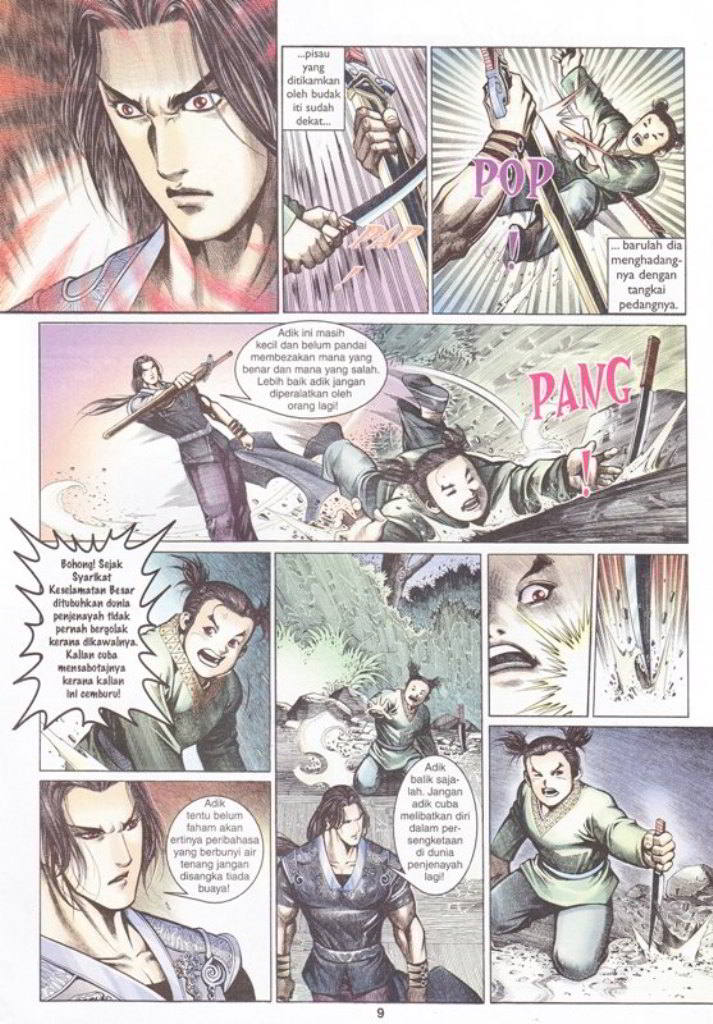 ...pisau
yang
ditikamkan
oleh budak
iti sudah
dekat...
PAP
!
POP
!
... barulah dia
menghadang-
nya dengan
tangkai
pedangnya.
Adik ini masih
kecil dan belum pandai
membezakan mana yang
benar dan mana yang salah.
Lebih baik adik jangan
diperalatkan oleh
orang lagi!
PANG
!
Bohong! Sejak
Syarikat
Keselamatan Besar
ditubuhkan dunia
penjenayah tidak
pernah bergolak
kerana dikawalnya.
Kalian cuba
mensabotajnya
kerana kalian
ini cemburu!
Adik
balik saja-
lah. Jangan
adik cuba
melibatkan diri
dalam per-
sengketaan
di dunia
penjenayah
lagi!
Adik
tentu belum
faham akan
ertinya peribahasa
yang berbunyi air
tenang jangan
disangka tiada
buaya!
9